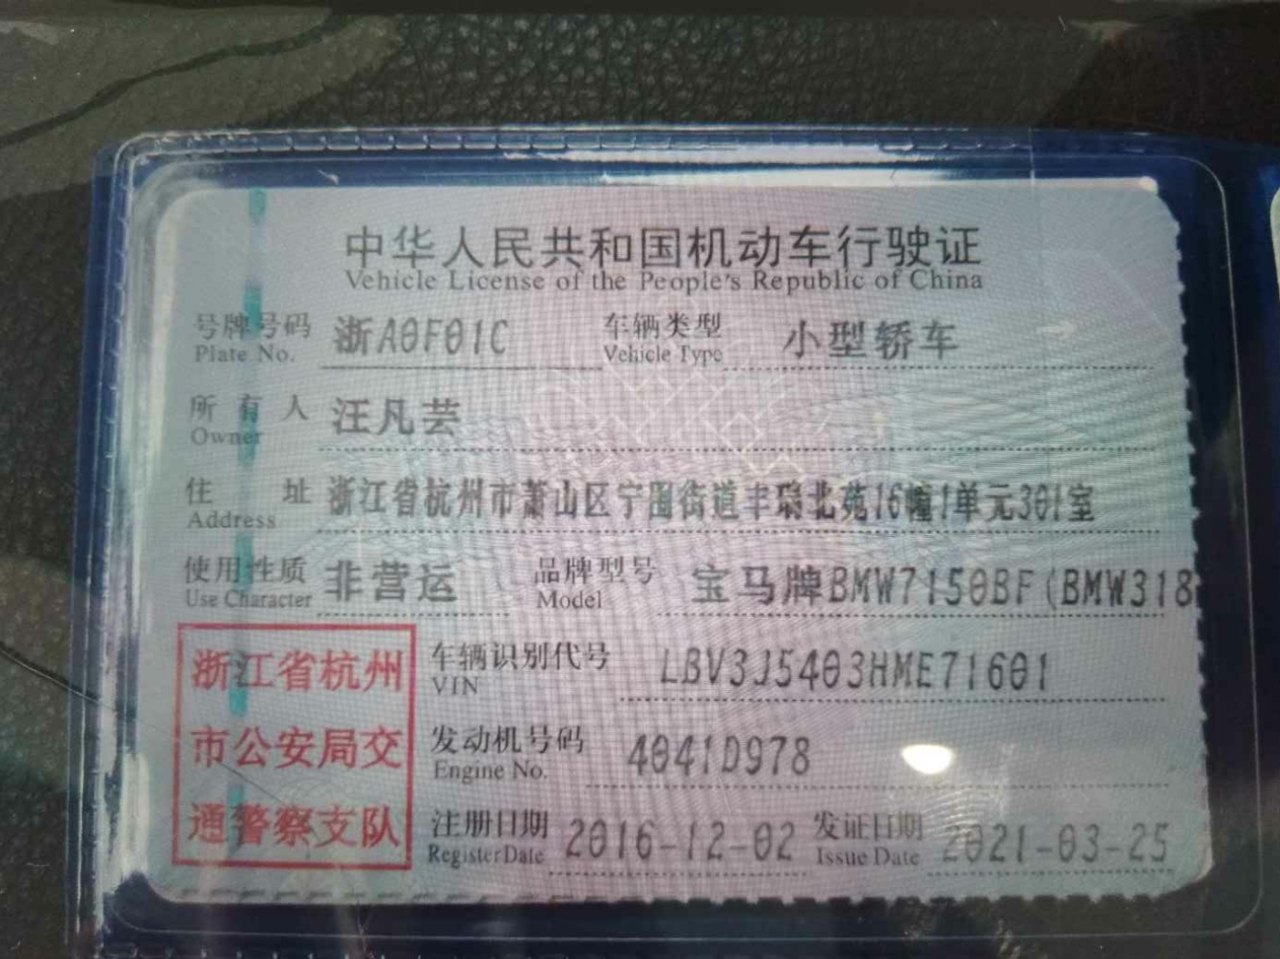 中华人民共和国机动车行驶证
Vehicle License of the People's Republic of China
号牌号码 浙A0F01C 车辆类型 小型轿车
Plate No. Vehicle Type
所有人 汪凡芸
Owner
住址 浙江省杭州市萧山区宁围街道丰瑞北苑16幢1单元301室
Address
使用性质 非营运 品牌型号 宝马牌BMW7150BF(BMW318
Use Character Model
浙江省杭州
市公安局交
通警察支队
车辆识别代号 LBV3J5403HME71601
VIN
发动机号码 4041D978
Engine No.
注册日期 2016-12-02 发证日期 2021-03-25
Register Date Issue Date